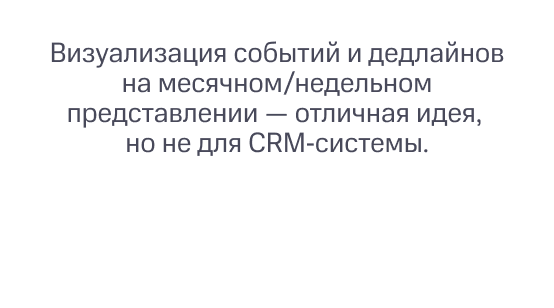 Визуализация событий и дедлайнов
на месячном/недельном
представлении — отличная идея,
но не для CRM-системы.